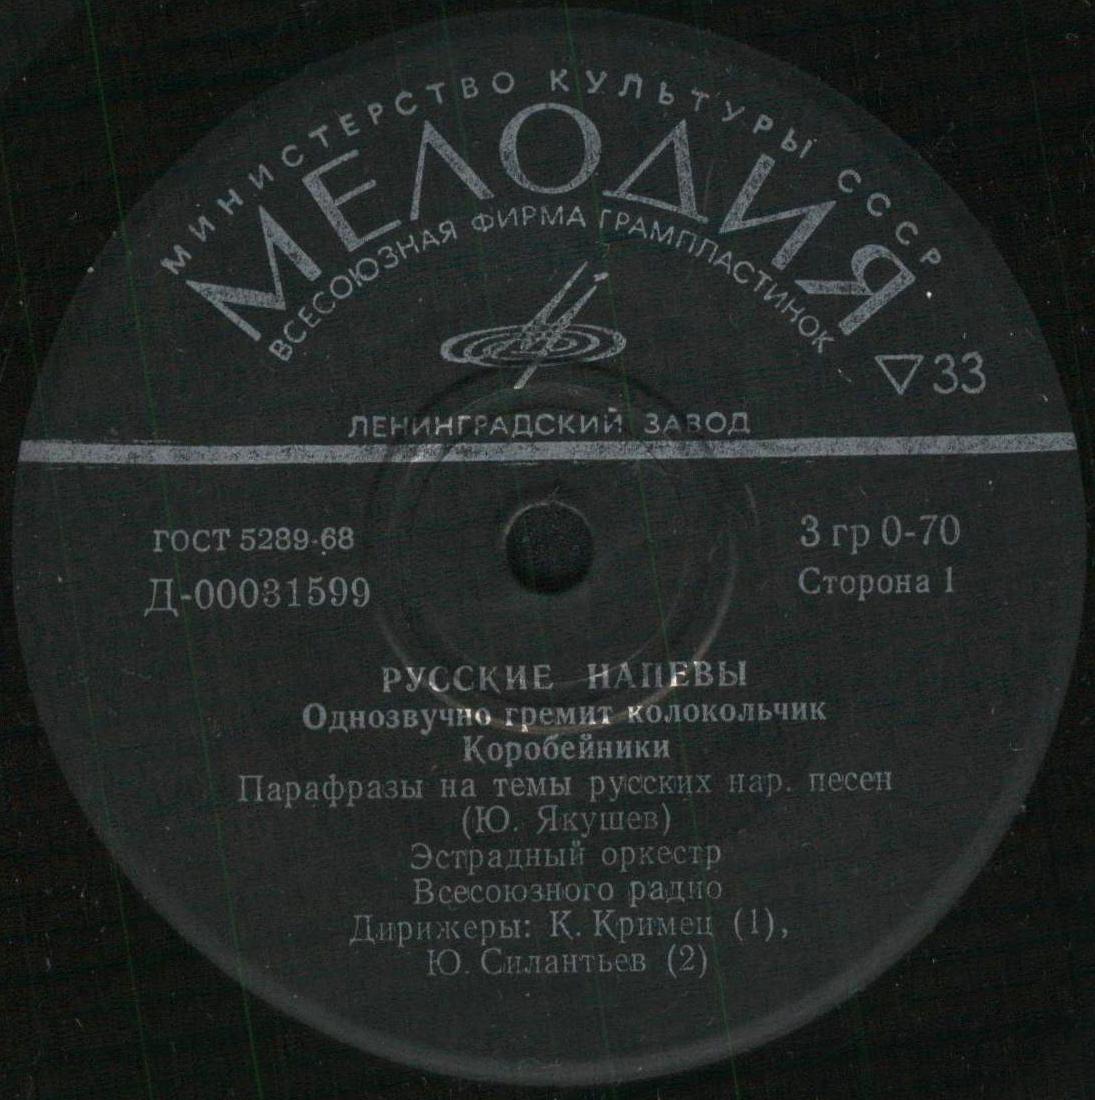 МИНИСТЕРСТВО КУЛЬТУРЫ СССР
МЕЛОДИЯ
ВСЕСОЮЗНАЯ ФИРМА ГРАМПЛАСТИНОК
33
ЛЕНИНГРАДСКИЙ ЗАВОД
ГОСТ 5289-68
3 гр 0-70
Д-00031599
Сторона 1
РУССКИЕ НАПЕВЫ
Однозвучно гремит колокольчик
Коробейники
Парафразы на темы русских нар. песен
(Ю. Якушев)
Эстрадный оркестр
Всесоюзного радио
Дирижеры: К. Кримец (1),
Ю. Силантьев (2)